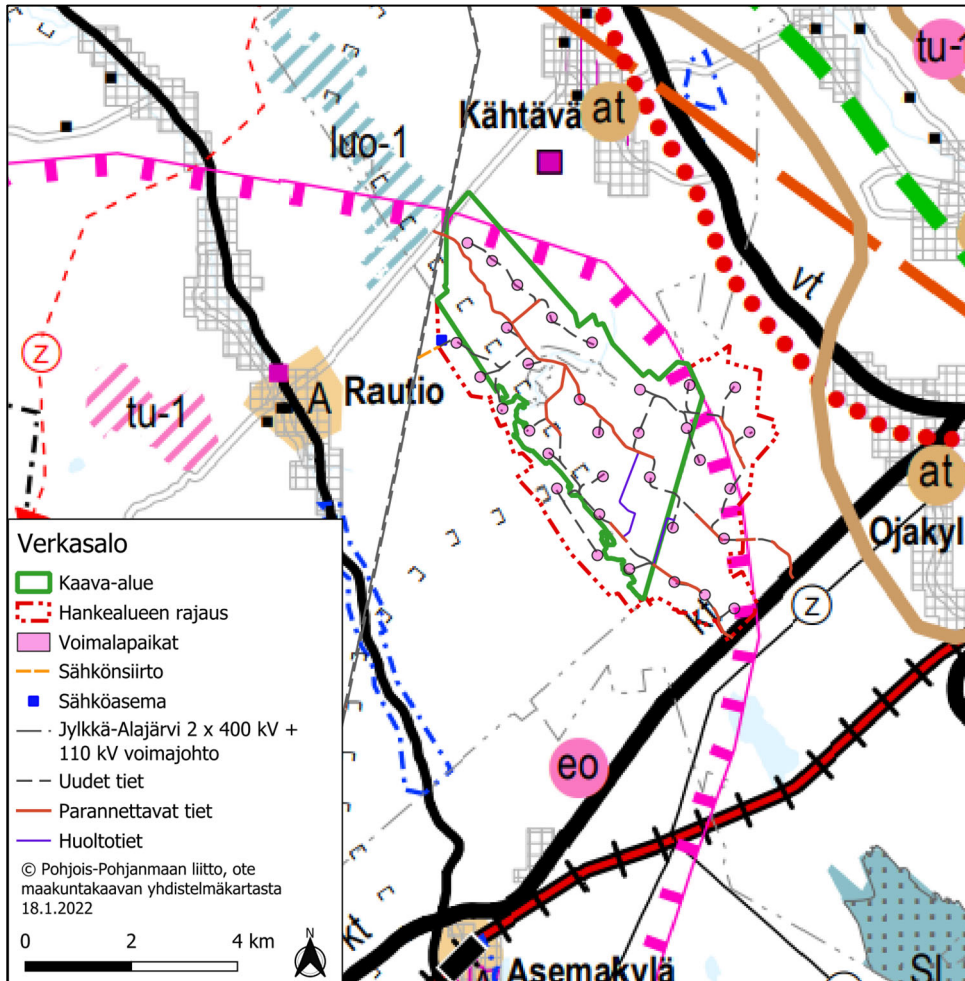 tu-1
Kähtävä
at
luo-1
vt
z
A
Rautio
tu-1
at
Ojakyl
z
kt
eo
kt
Asemakylä
SL
Verkasalo
Kaava-alue
Hankealueen rajaus
Voimalapaikat
Sähkönsiirto
Sähköasema
Jylkkä-Alajärvi 2 x 400 kV +
110 kV voimajohto
Uudet tiet
Parannettavat tiet
Huoltotiet
© Pohjois-Pohjanmaan liitto, ote
maakuntakaavan yhdistelmäkartasta
18.1.2022
0 2 4 km
N